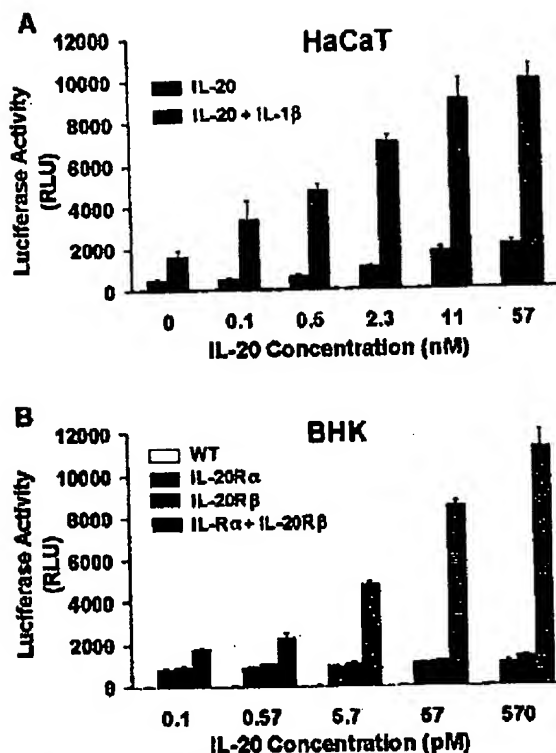 A
HaCaT
12000
10000
8000
6000
4000
2000
0
Luciferase Activity
(RLU)
IL-20
IL-20 + IL-1β
0 0.1 0.6 2.3 11 57
IL-20 Concentration (nM)
B
BHK
12000
10000
8000
6000
4000
2000
0
Luciferase Activity
(RLU)
WT
IL-20Rα
IL-20Rβ
IL-Rα + IL-20Rβ
0.1 0.57 5.7 57 570
IL-20 Concentration (pM)